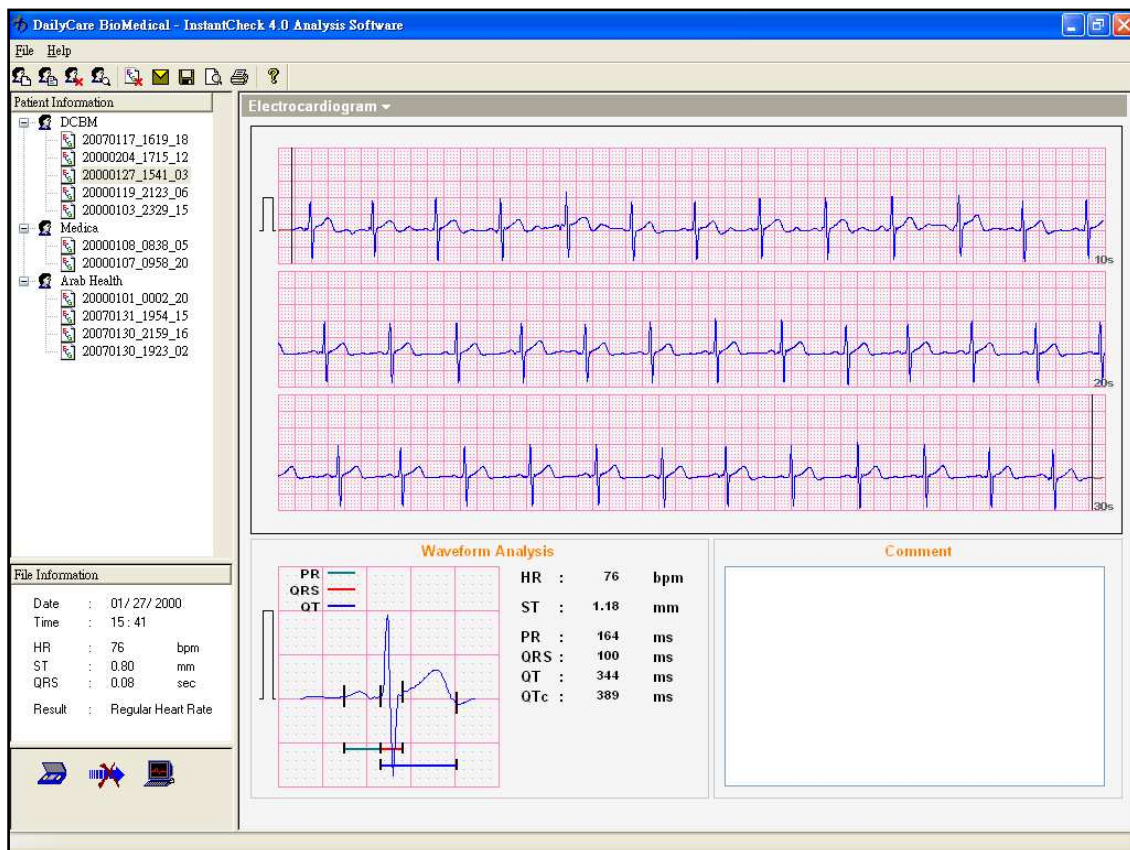 DailyCare BioMedical - InstantCheck 4.0 Analysis Software
File Help
Patient Information
DCBM
20070117_1619_18
20000204_1715_12
20000127_1541_03
20000119_2123_06
20000103_2329_15
Medica
20000108_0838_05
20000107_0958_20
Arab Health
20000101_0002_20
20070131_1954_15
20070130_2159_16
20070130_1923_02
File Information
Date : 01/27/2000
Time : 15:41
HR : 76 bpm
ST : 0.80 mm
QRS : 0.08 sec
Result : Regular Heart Rate
Electrocardiogram
10s
20s
30s
Waveform Analysis
PR
QRS
QT
HR : 76 bpm
ST : 1.18 mm
PR : 164 ms
QRS : 100 ms
QT : 344 ms
QTc : 389 ms
Comment